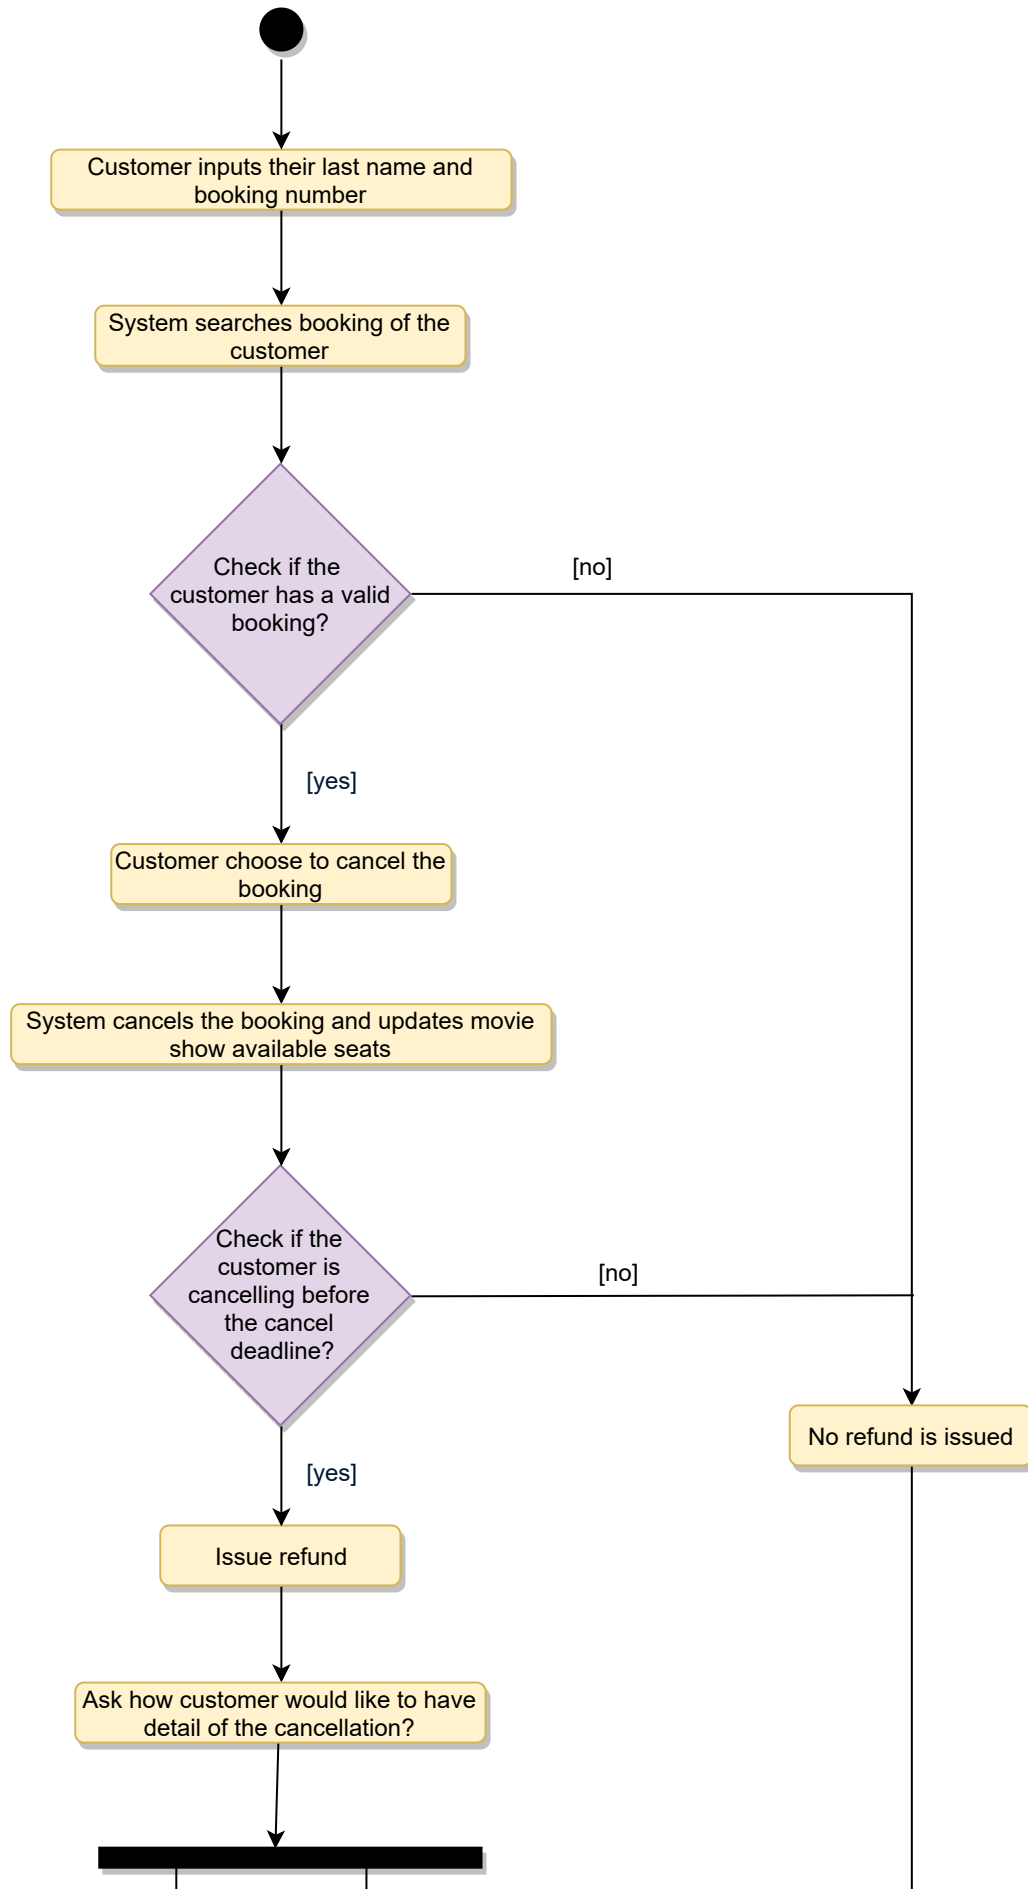 Customer inputs their last name and
booking number
System searches booking of the
customer
Check if the
customer has a valid
booking?
[no]
[yes]
Customer choose to cancel the
booking
System cancels the booking and updates movie
show available seats
Check if the
customer is
cancelling before
the cancel
deadline?
[no]
No refund is issued
[yes]
Issue refund
Ask how customer would like to have
detail of the cancellation?